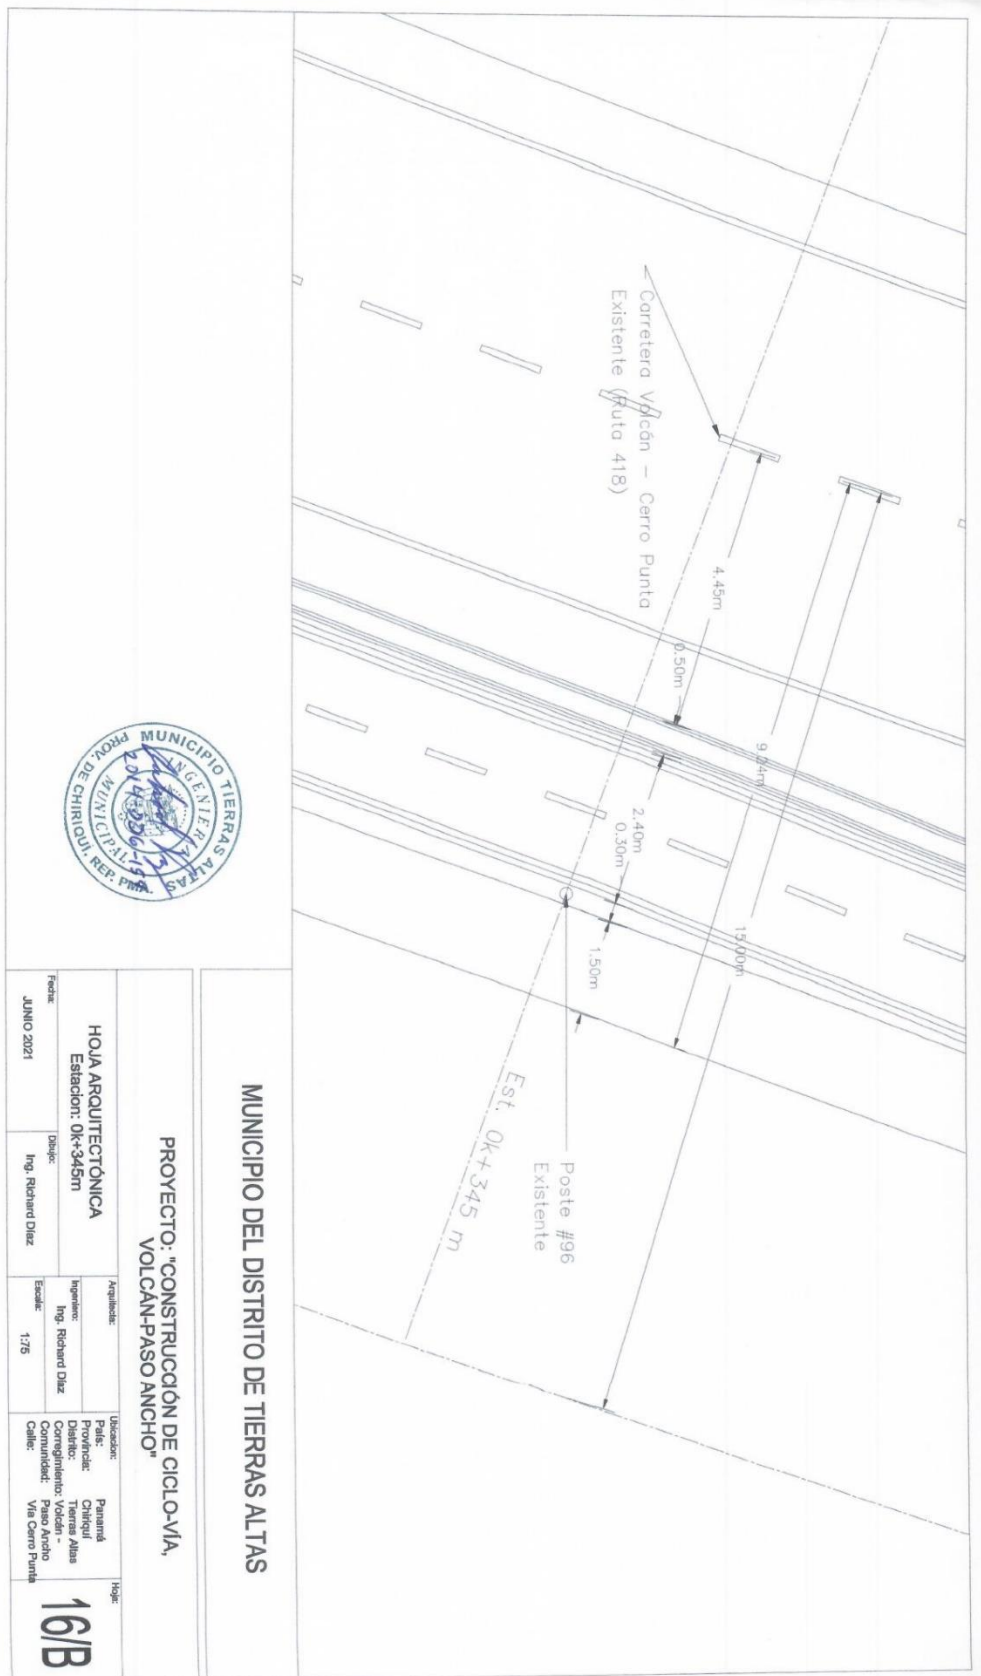 Carretera Volcán – Cerro Punta
Existente (Ruta 418)
4.45m
0.50m
9.24m
2.40m
0.30m
15.00m
1.50m
Poste #96
Existente
Est. 0k+345 m
MUNICIPIO TIERRAS ALTAS
PROV. DE CHIRIQUÍ, REP. PMA.
MUNICIPAL
MUNICIPIO DEL DISTRITO DE TIERRAS ALTAS
PROYECTO: "CONSTRUCCIÓN DE CICLO-VÍA,
VOLCÁN-PASO ANCHO"
HOJA ARQUITECTÓNICA
Estacion: 0k+345m
Fecha:
JUNIO 2021
Dibujo:
Ing. Richard Díaz
Arquitecto:
Ingeniero:
Ing. Richard Díaz
Escala:
1:75
Ubicacion:
País: Panamá
Provincia: Chiriquí
Distrito: Tierras Altas
Corregimiento: Volcán -
Comunidad: Paso Ancho
Calle: Vía Cerro Punta
Hoja:
16/B